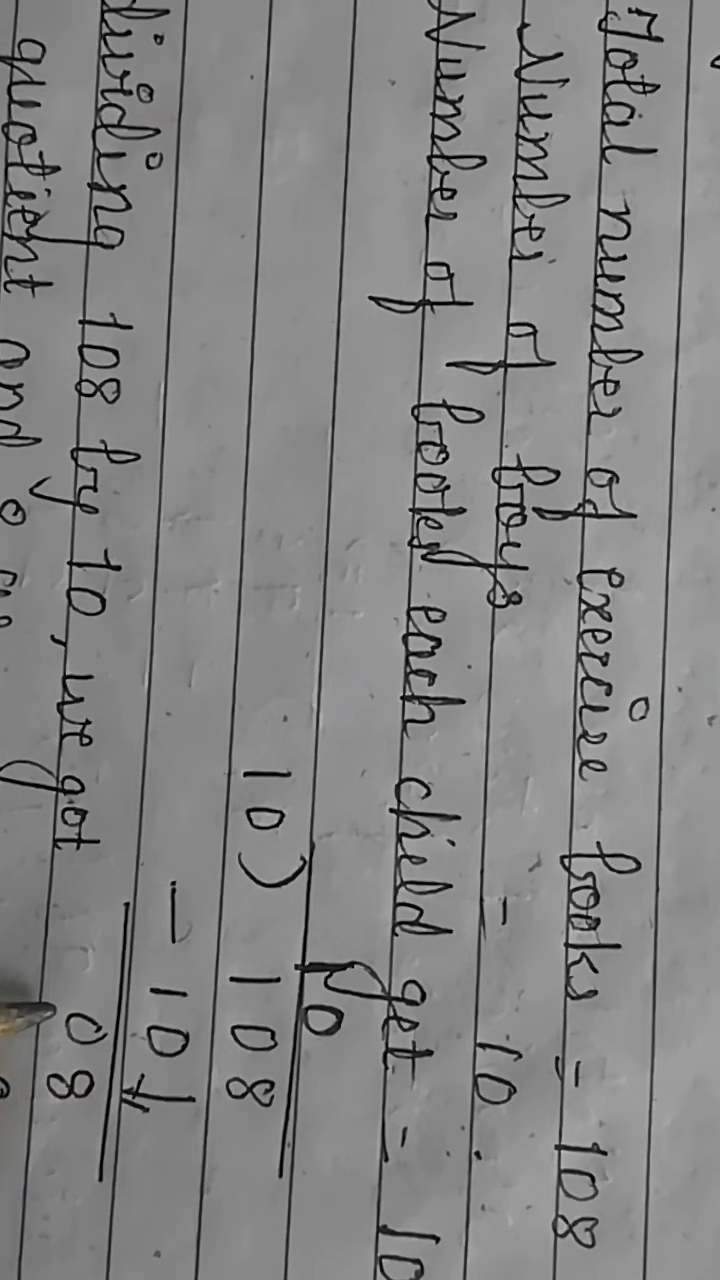 Total number of exercise books = 108
Number of boys = 10.
Number of books each child get = 10
10
10) 108
- 10↓
08
dividing 108 by 10, we got
quotient and 8